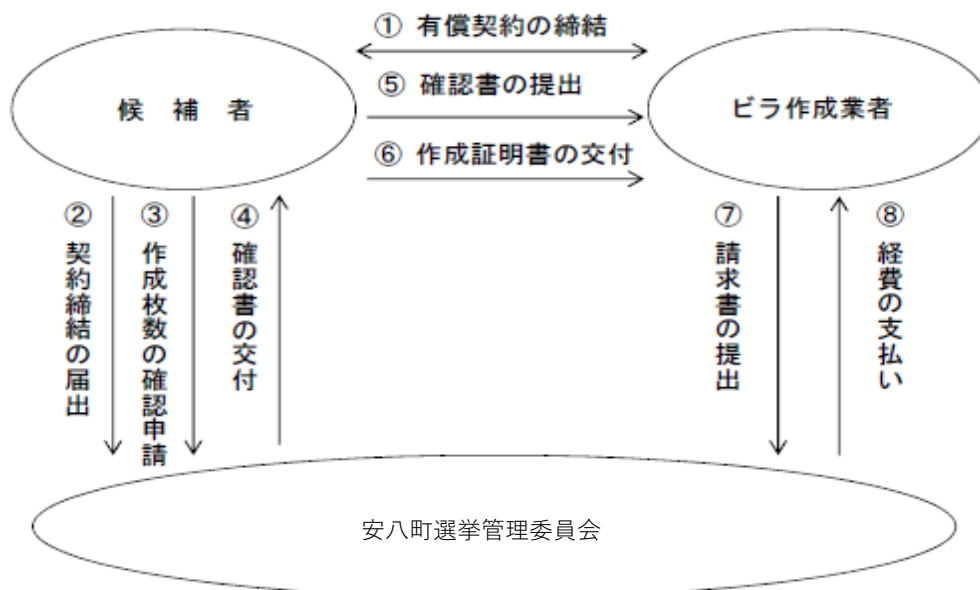 ① 有償契約の締結
候 補 者
⑤ 確認書の提出
ビラ作成業者
⑥ 作成証明書の交付
② 契約締結の届出
③ 作成枚数の確認申請
④ 確認書の交付
⑦ 請求書の提出
⑧ 経費の支払い
安八町選挙管理委員会